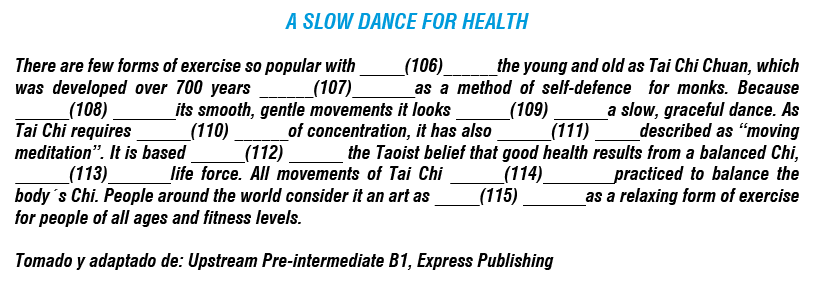 A SLOW DANCE FOR HEALTH
There are few forms of exercise so popular with _____(106)______the young and old as Tai Chi Chuan, which
was developed over 700 years ______(107)_______as a method of self-defence for monks. Because
______(108) _______its smooth, gentle movements it looks ______(109) ______a slow, graceful dance. As
Tai Chi requires ______(110) ______of concentration, it has also ______(111) _____described as “moving
meditation”. It is based ______(112) ______ the Taoist belief that good health results from a balanced Chi,
______(113)_______life force. All movements of Tai Chi ______(114)________practiced to balance the
body´s Chi. People around the world consider it an art as _____(115) _______as a relaxing form of exercise
for people of all ages and fitness levels.
Tomado y adaptado de: Upstream Pre-intermediate B1, Express Publishing